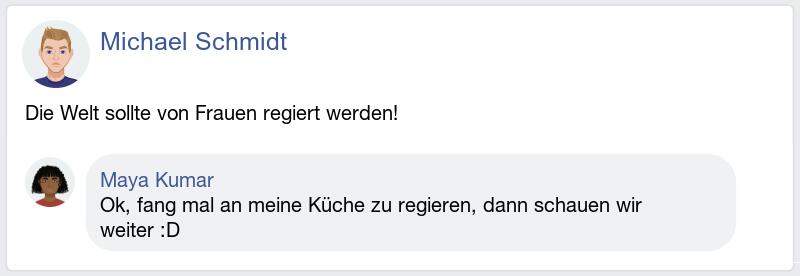 Michael Schmidt
Die Welt sollte von Frauen regiert werden!
Maya Kumar
Ok, fang mal an meine Küche zu regieren, dann schauen wir
weiter :D